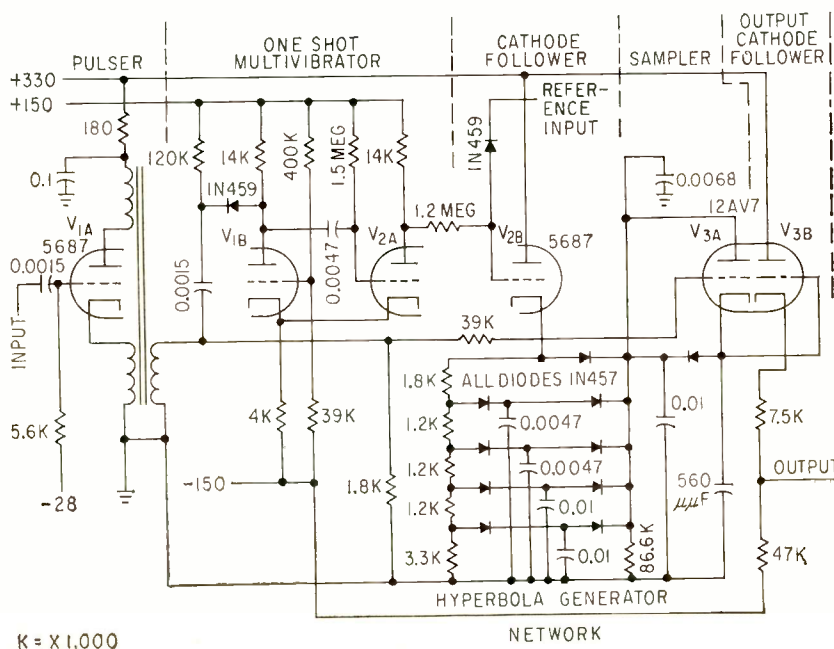 PULSER
ONE SHOT
MULTIVIBRATOR
CATHODE
FOLLOWER
SAMPLER
OUTPUT
CATHODE
FOLLOWER
+330
+150
180
120K
14K
400K
1.5 MEG
14K
1N459
REFER-
ENCE
INPUT
0.1
1N459
1.2 MEG
0.0068
12AV7
V1A
5687
V1B
V2A
V2B
5687
V3A
V3B
0.0015
0.0015
0.0047
INPUT
39K
1.8K
ALL DIODES 1N457
0.01
7.5K
5.6K
4K
39K
1.2K
0.0047
1.2K
0.0047
OUTPUT
-150
1.8K
560
μμF
-28
1.2K
0.01
86.6K
3.3K
0.01
47K
HYPERBOLA GENERATOR
NETWORK
K = X 1.000